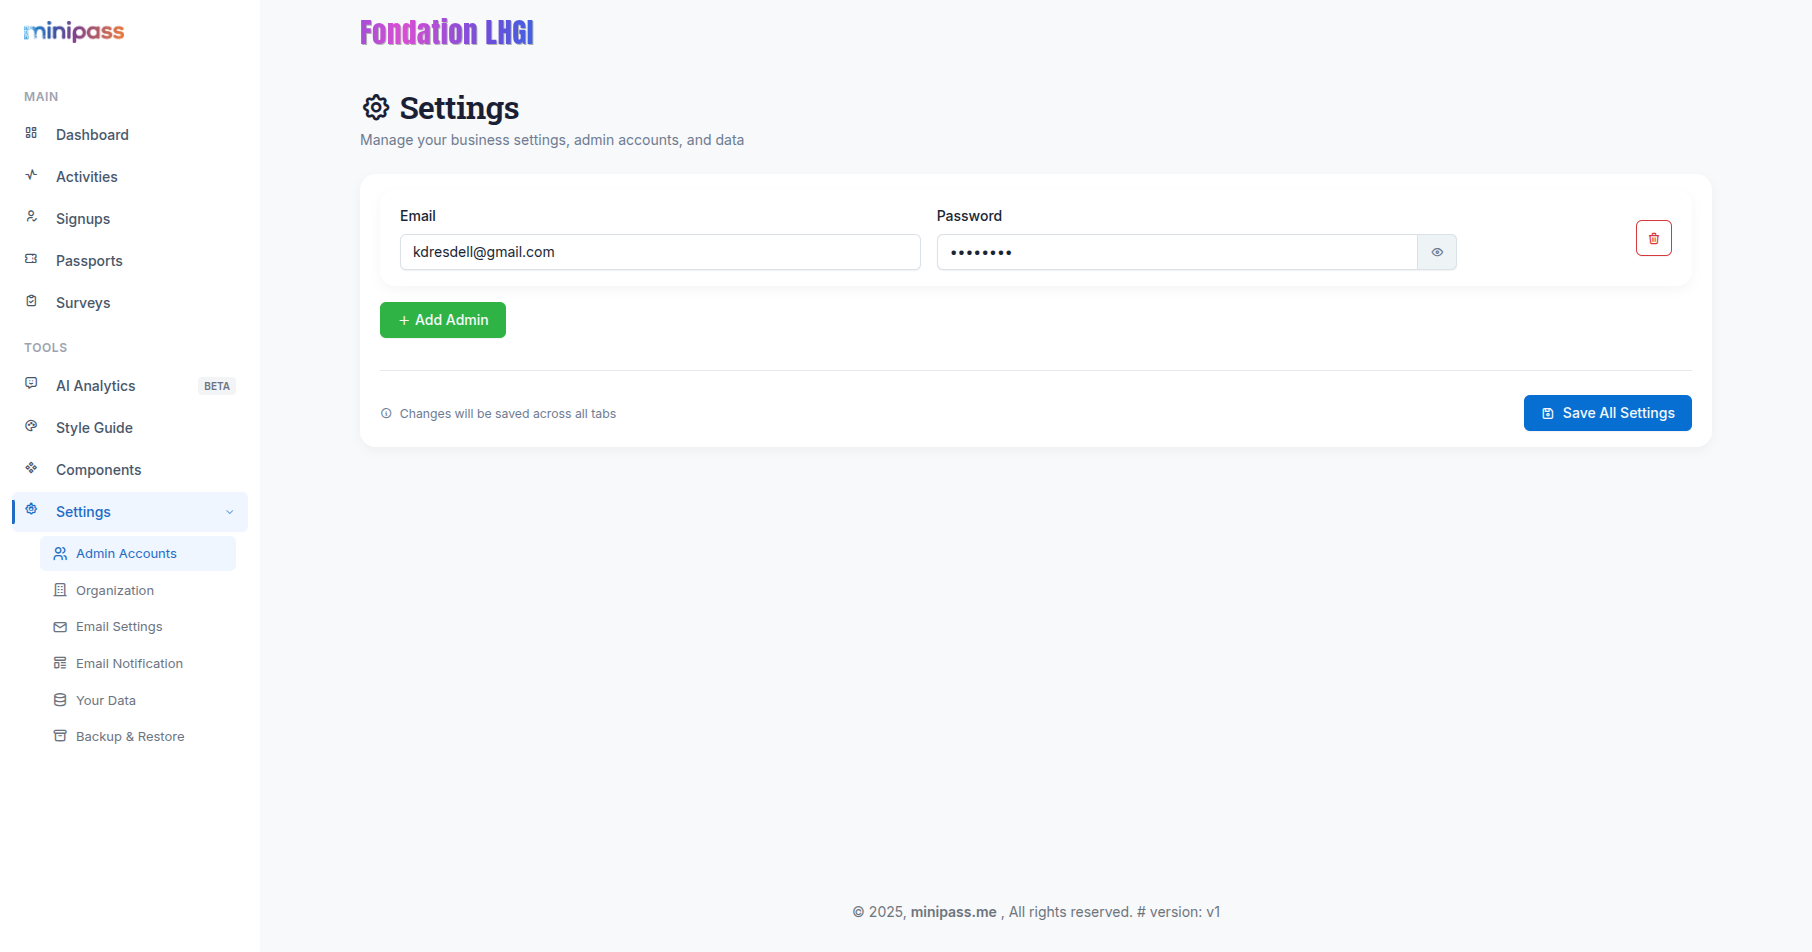 minipass
Fondation LHGI
MAIN
Dashboard
Activities
Signups
Passports
Surveys
TOOLS
AI Analytics BETA
Style Guide
Components
Settings
Admin Accounts
Organization
Email Settings
Email Notification
Your Data
Backup & Restore
Settings
Manage your business settings, admin accounts, and data
Email
kdresdell@gmail.com
Password
••••••••
+ Add Admin
Changes will be saved across all tabs
Save All Settings
© 2025, minipass.me , All rights reserved. # version: v1